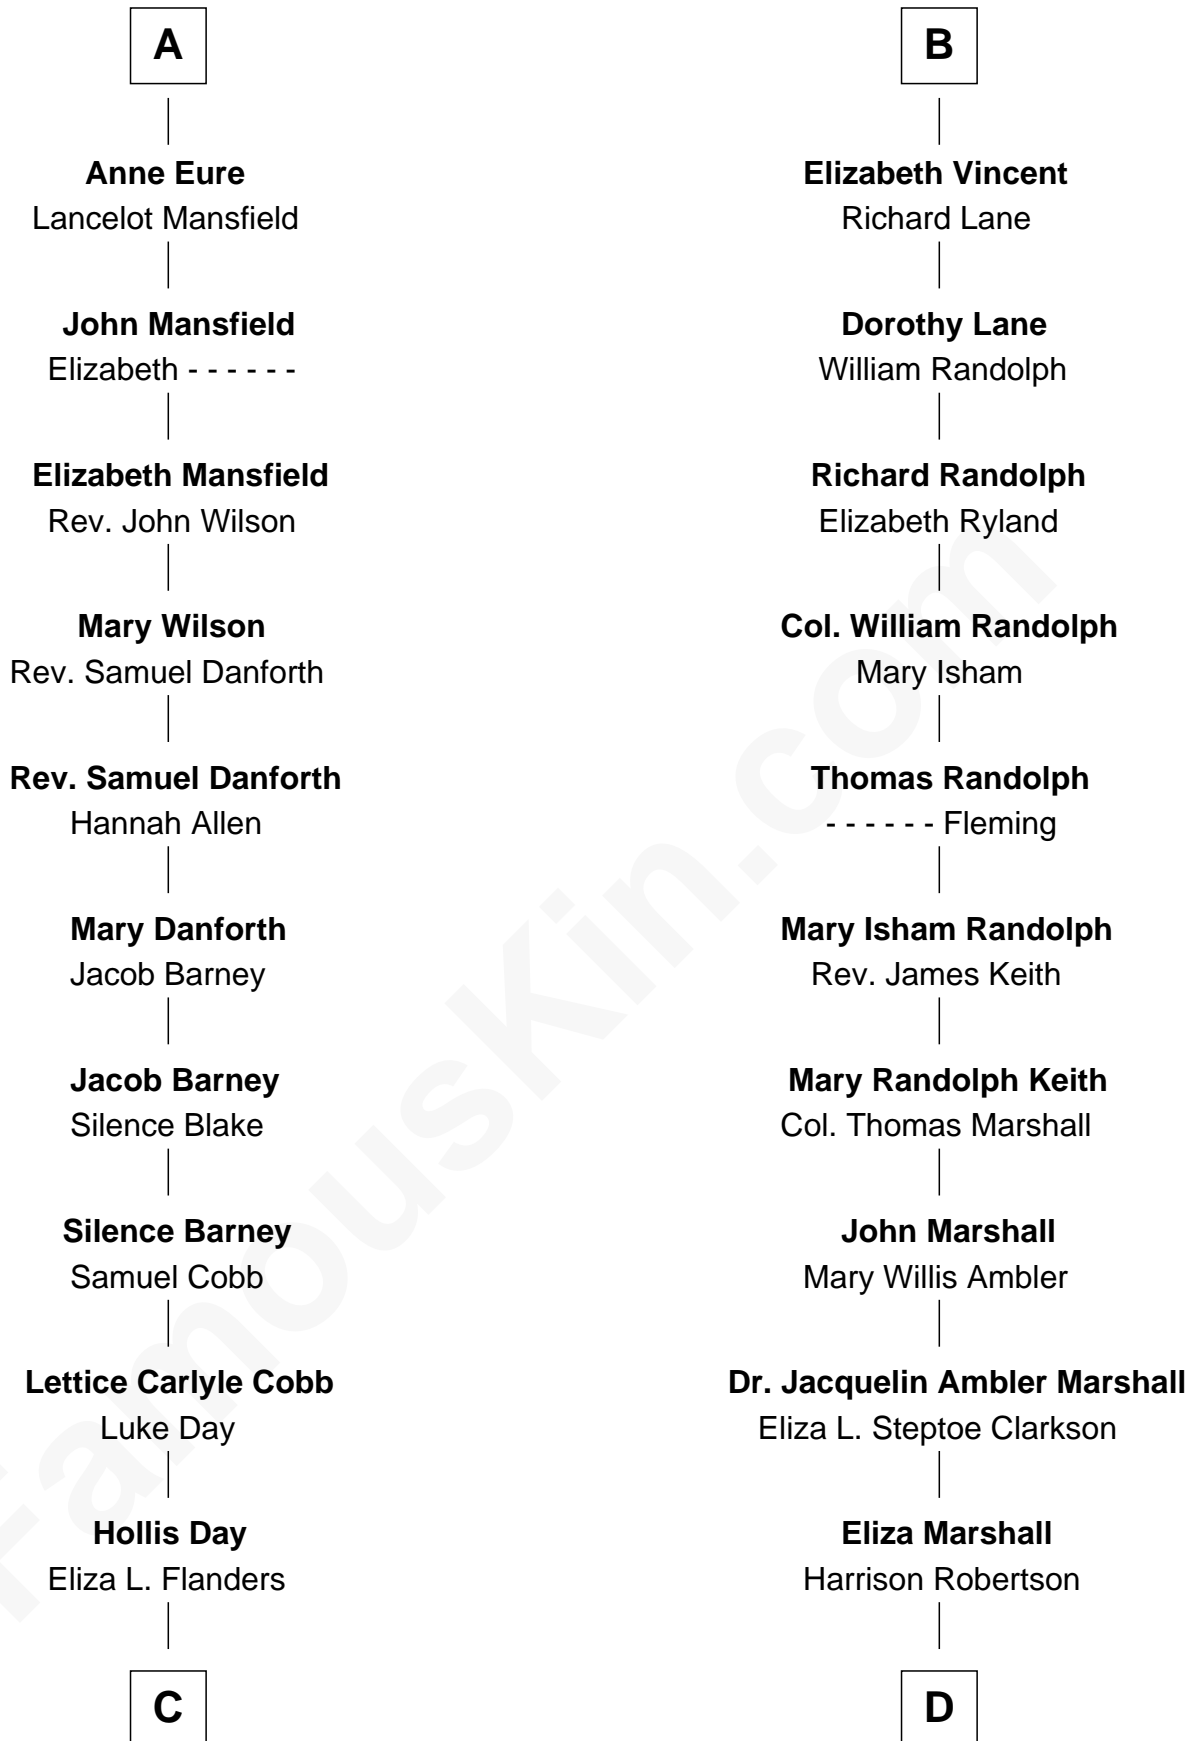 A
Anne Eure
Lancelot Mansfield
John Mansfield
Elizabeth - - - - - -
Elizabeth Mansfield
Rev. John Wilson
Mary Wilson
Rev. Samuel Danforth
Rev. Samuel Danforth
Hannah Allen
Mary Danforth
Jacob Barney
Jacob Barney
Silence Blake
Silence Barney
Samuel Cobb
Lettice Carlyle Cobb
Luke Day
Hollis Day
Eliza L. Flanders
C
B
Elizabeth Vincent
Richard Lane
Dorothy Lane
William Randolph
Richard Randolph
Elizabeth Ryland
Col. William Randolph
Mary Isham
Thomas Randolph
- - - - - - Fleming
Mary Isham Randolph
Rev. James Keith
Mary Randolph Keith
Col. Thomas Marshall
John Marshall
Mary Willis Ambler
Dr. Jacquelin Ambler Marshall
Eliza L. Steptoe Clarkson
Eliza Marshall
Harrison Robertson
D
FamousKin.com